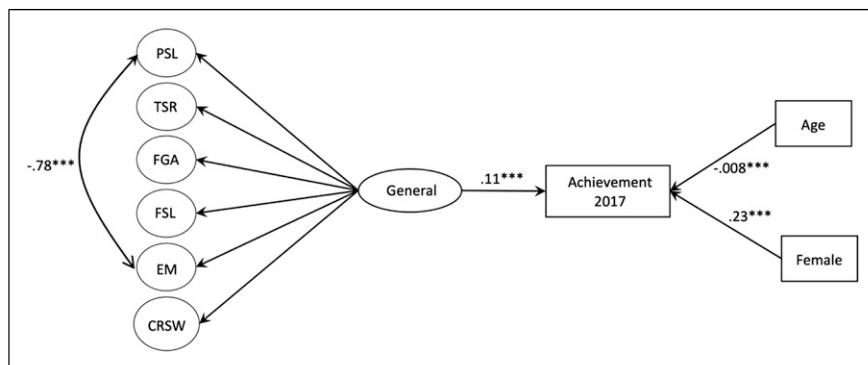 PSL
TSR
-.78***
FGA
FSL
EM
CRSW
General
.11***
Achievement
2017
Age
-.008***
.23***
Female